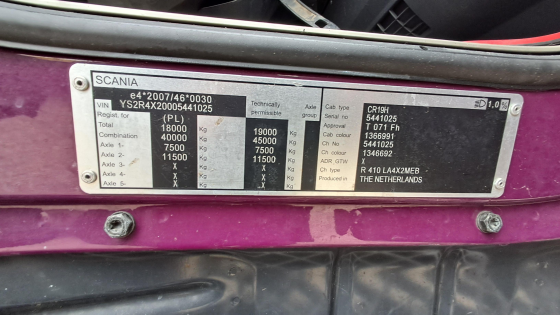 SCANIA
e4*2007/46*0030
VIN YS2R4X20005441025
Regist. for (PL) Technically permissible Axle group
Total 18000 Kg 19000 Kg
Combination 40000 Kg 45000 Kg
Axle 1- 7500 Kg 7500 Kg
Axle 2- 11500 Kg 11500 Kg
Axle 3- X Kg X Kg
Axle 4- X Kg X Kg
Axle 5- X Kg X Kg
1.0 %
Cab type CR19H
Serial no 5441025
Approval T 071 Fh
Cab colour 1366991
Ch No 5441025
Ch colour 1346692
ADR_GTW X
Ch type R 410 LA4X2MEB
Produced in THE NETHERLANDS